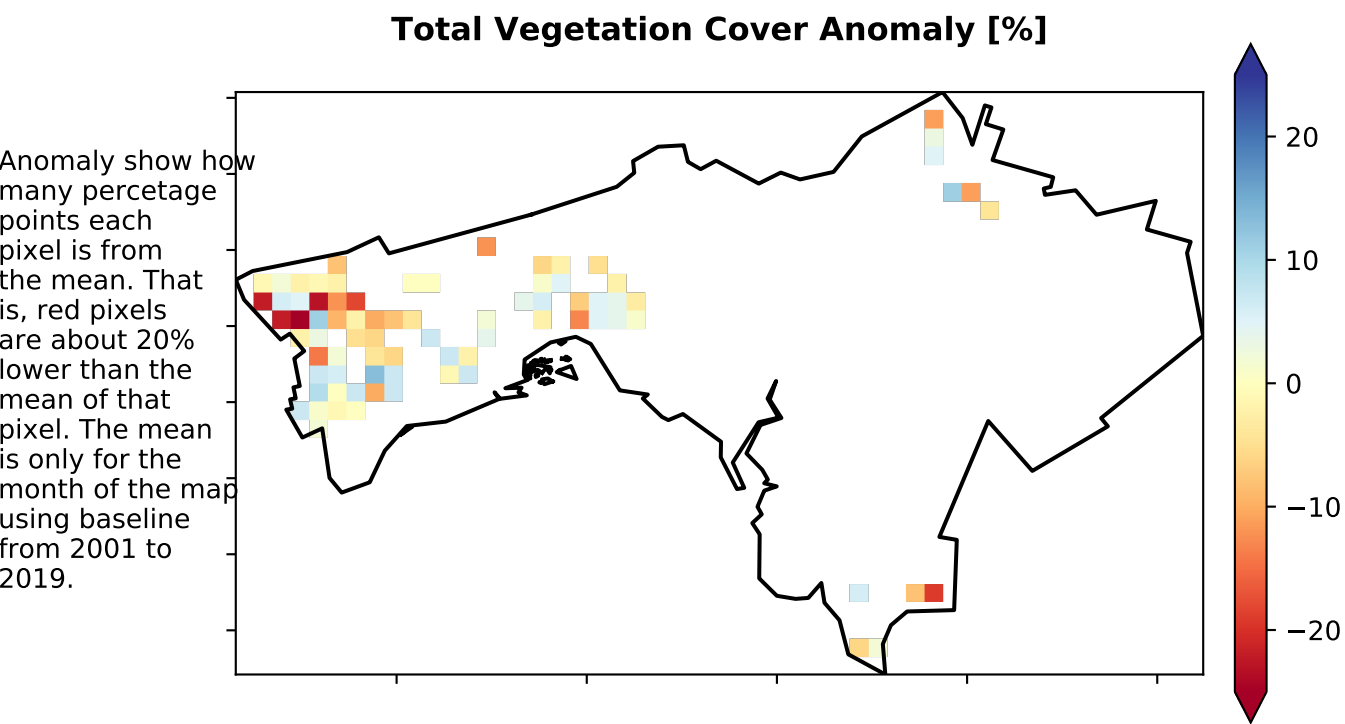 Total Vegetation Cover Anomaly [%]
Anomaly show how
many percetage
points each
pixel is from
the mean. That
is, red pixels
are about 20%
lower than the
mean of that
pixel. The mean
is only for the
month of the map
using baseline
from 2001 to
2019.
20
10
0
−10
−20